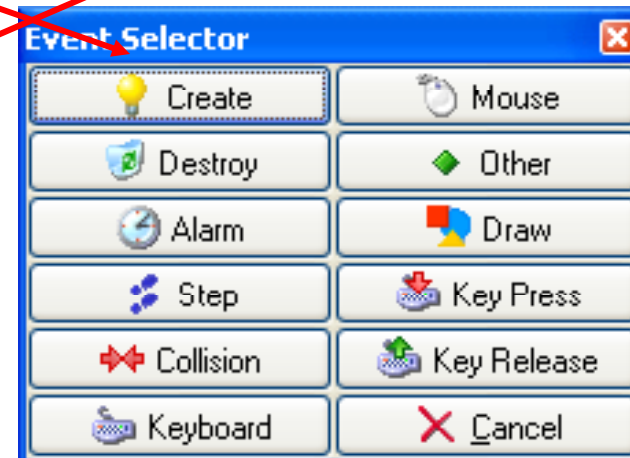 Event Selector
Create
Mouse
Destroy
Other
Alarm
Draw
Step
Key Press
Collision
Key Release
Keyboard
Cancel